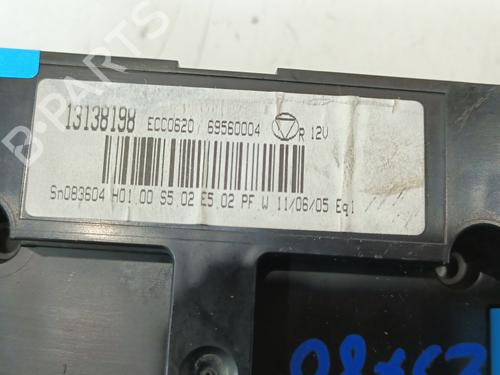 B-PARTS
13138198 ECC0620 / 69560004 R 12V
Sn083604 H01.00 S5.02 E5.02 PF W 11/06/05 Eq1